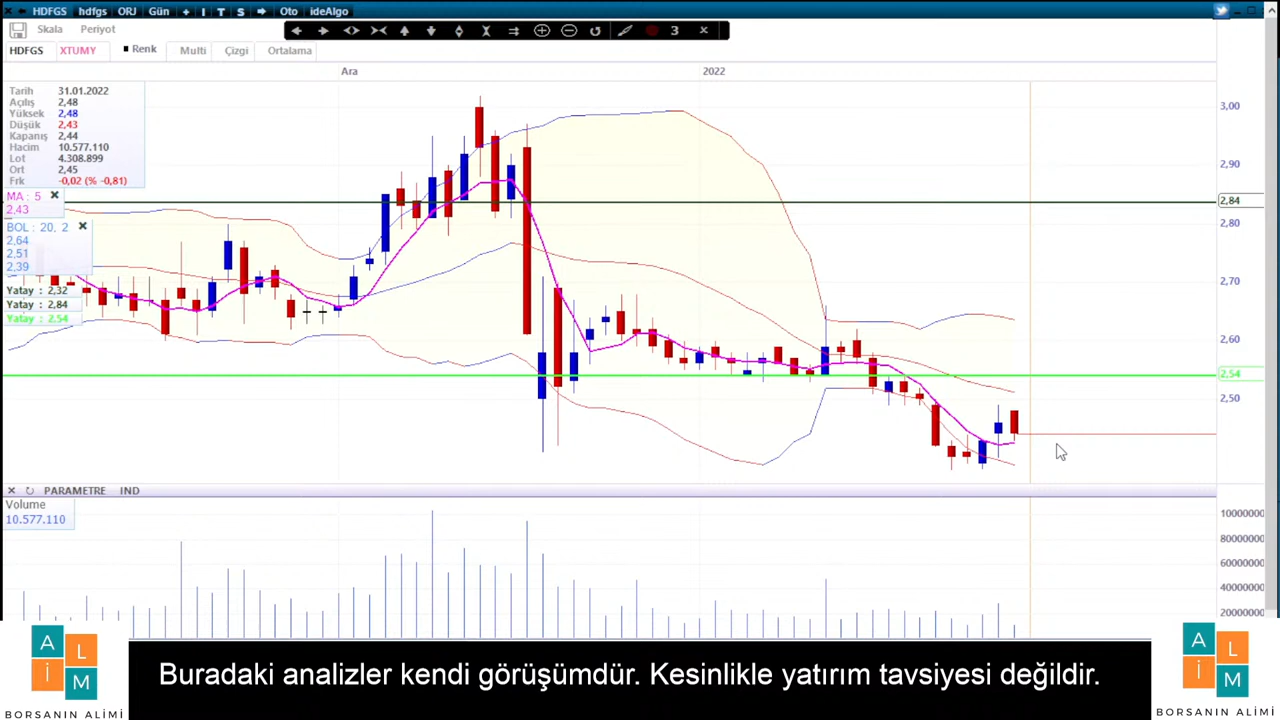 HDFGS hdfgs ORJ Gün + I T S Oto ideAlgo
Skala Periyot
3 x
HDFGS XTUMY Renk Multi Çizgi Ortalama
Ara 2022
Tarih 31.01.2022
Açılış 2,48
Yüksek 2,48
Düşük 2,43
Kapanış 2,44
Hacim 10.577.110
Lot 4.308.899
Ort 2,45
Frk -0,02 (% -0,81)
MA : 5
2,43
BOL : 20, 2
2,64
2,51
2,39
Yatay : 2,32
Yatay : 2,84
Yatay : 2,54
3,00
2,90
2,84
2,80
2,70
2,60
2,54
2,50
PARAMETRE IND
Volume
10.577.110
10000000
80000000
60000000
40000000
20000000
A L İ M
BORSANIN ALİMİ
Buradaki analizler kendi görüşümdür. Kesinlikle yatırım tavsiyesi değildir.
A L İ M
BORSANIN ALİMİ